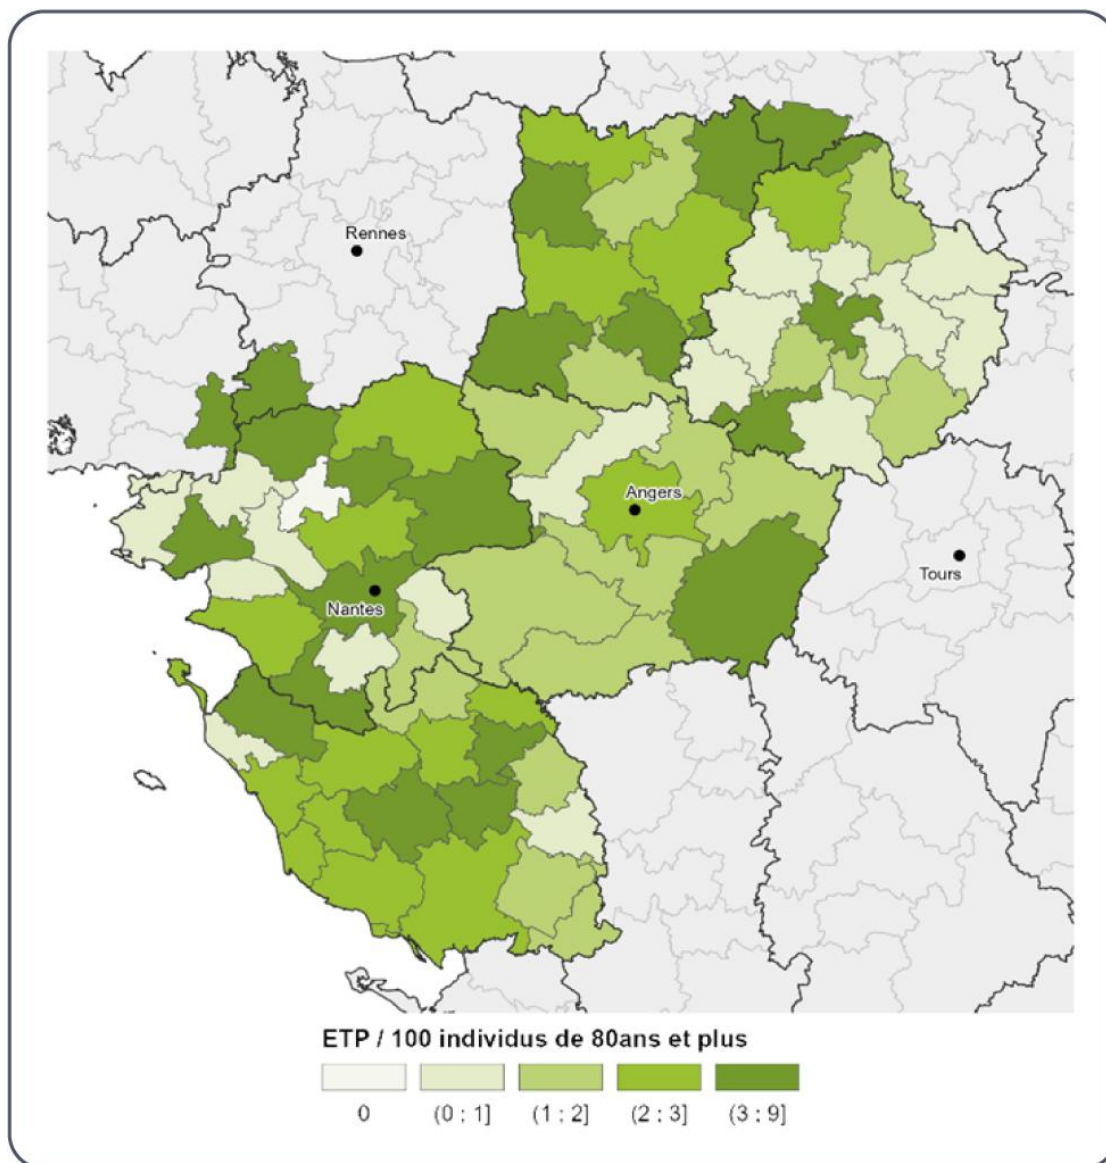 Rennes
Angers
Tours
Nantes
ETP / 100 individus de 80ans et plus
0 (0 : 1] (1 : 2] (2 : 3] (3 : 9]